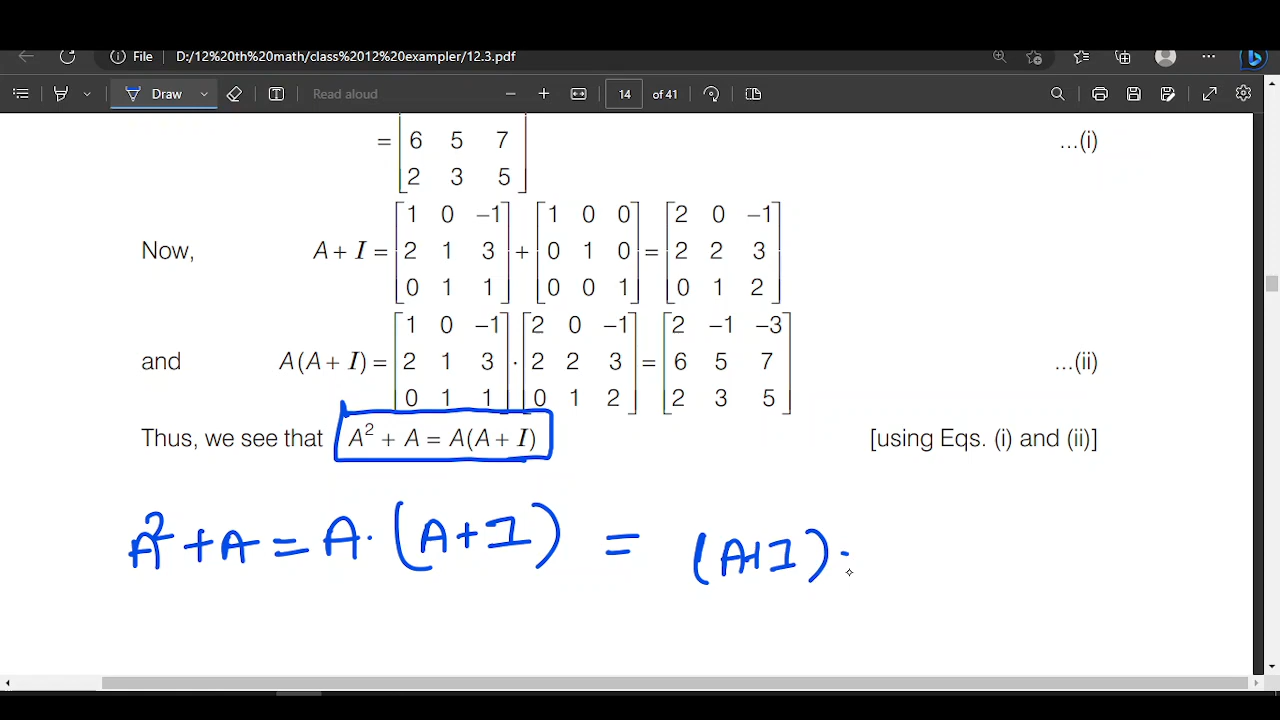 File D:/12%20th%20math/class%2012%20exampler/12.3.pdf
Draw Read aloud 14 of 41
= [6 5 7 ...(i)
2 3 5]
[1 0 −1] [1 0 0] [2 0 −1]
Now, A + I = [2 1 3] + [0 1 0] = [2 2 3]
[0 1 1] [0 0 1] [0 1 2]
[1 0 −1] [2 0 −1] [2 −1 −3]
and A(A + I) = [2 1 3] · [2 2 3] = [6 5 7] ...(ii)
[0 1 1] [0 1 2] [2 3 5]
Thus, we see that A² + A = A(A + I) [using Eqs. (i) and (ii)]
A² + A = A · (A + I) = (A+I) ·